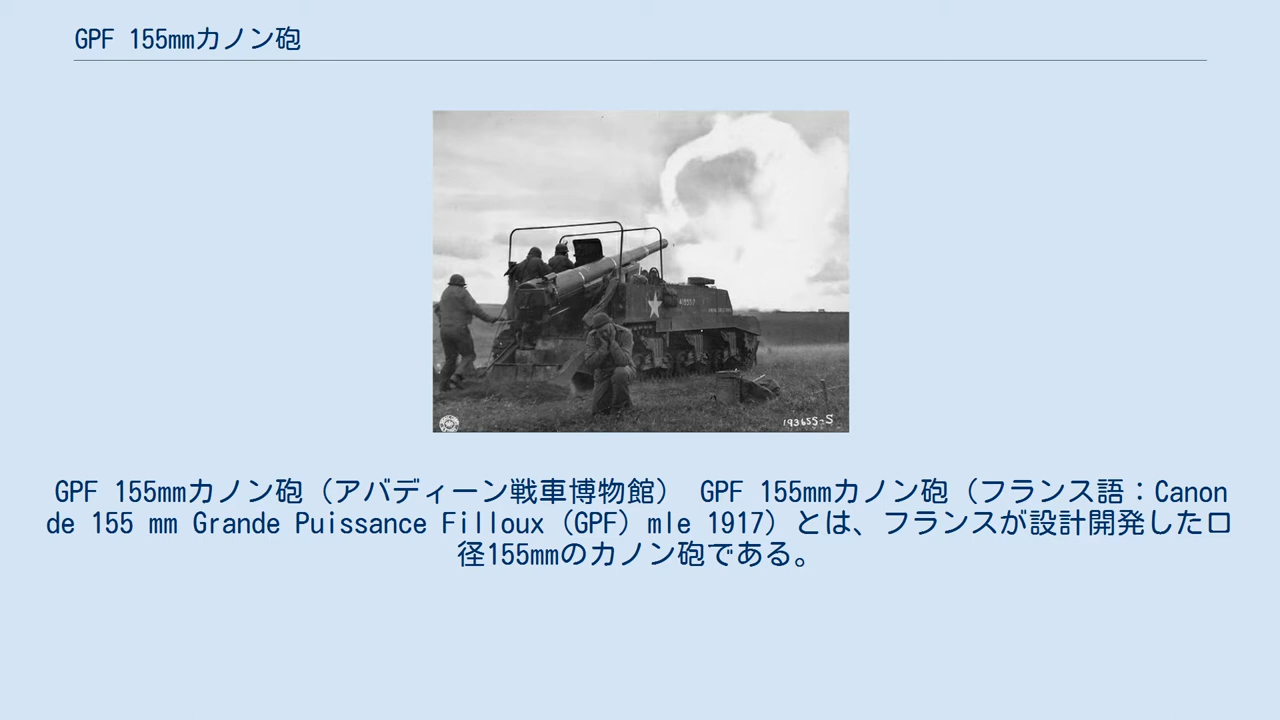 GPF 155mmカノン砲
193655-S
GPF 155mmカノン砲（アバディーン戦車博物館） GPF 155mmカノン砲（フランス語：Canon
de 155 mm Grande Puissance Filloux（GPF）mle 1917）とは、フランスが設計開発した口
径155mmのカノン砲である。